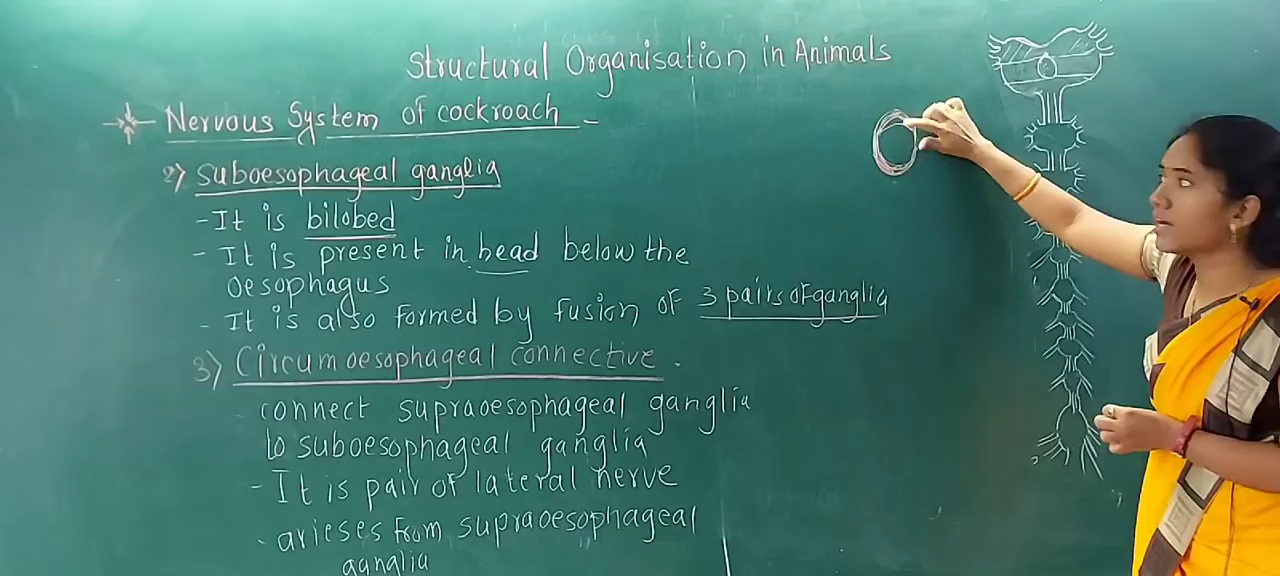 Structural Organisation in Animals
Nervous System of cockroach -
2) Suboesophageal ganglia
- It is bilobed
- It is present in head below the
oesophagus
- It is also formed by fusion of 3 pairs of ganglia
3) Circumoesophageal connective.
- connect supraoesophageal ganglia
to suboesophageal ganglia
- It is pair of lateral nerve
- arieses from supraoesophageal
ganglia